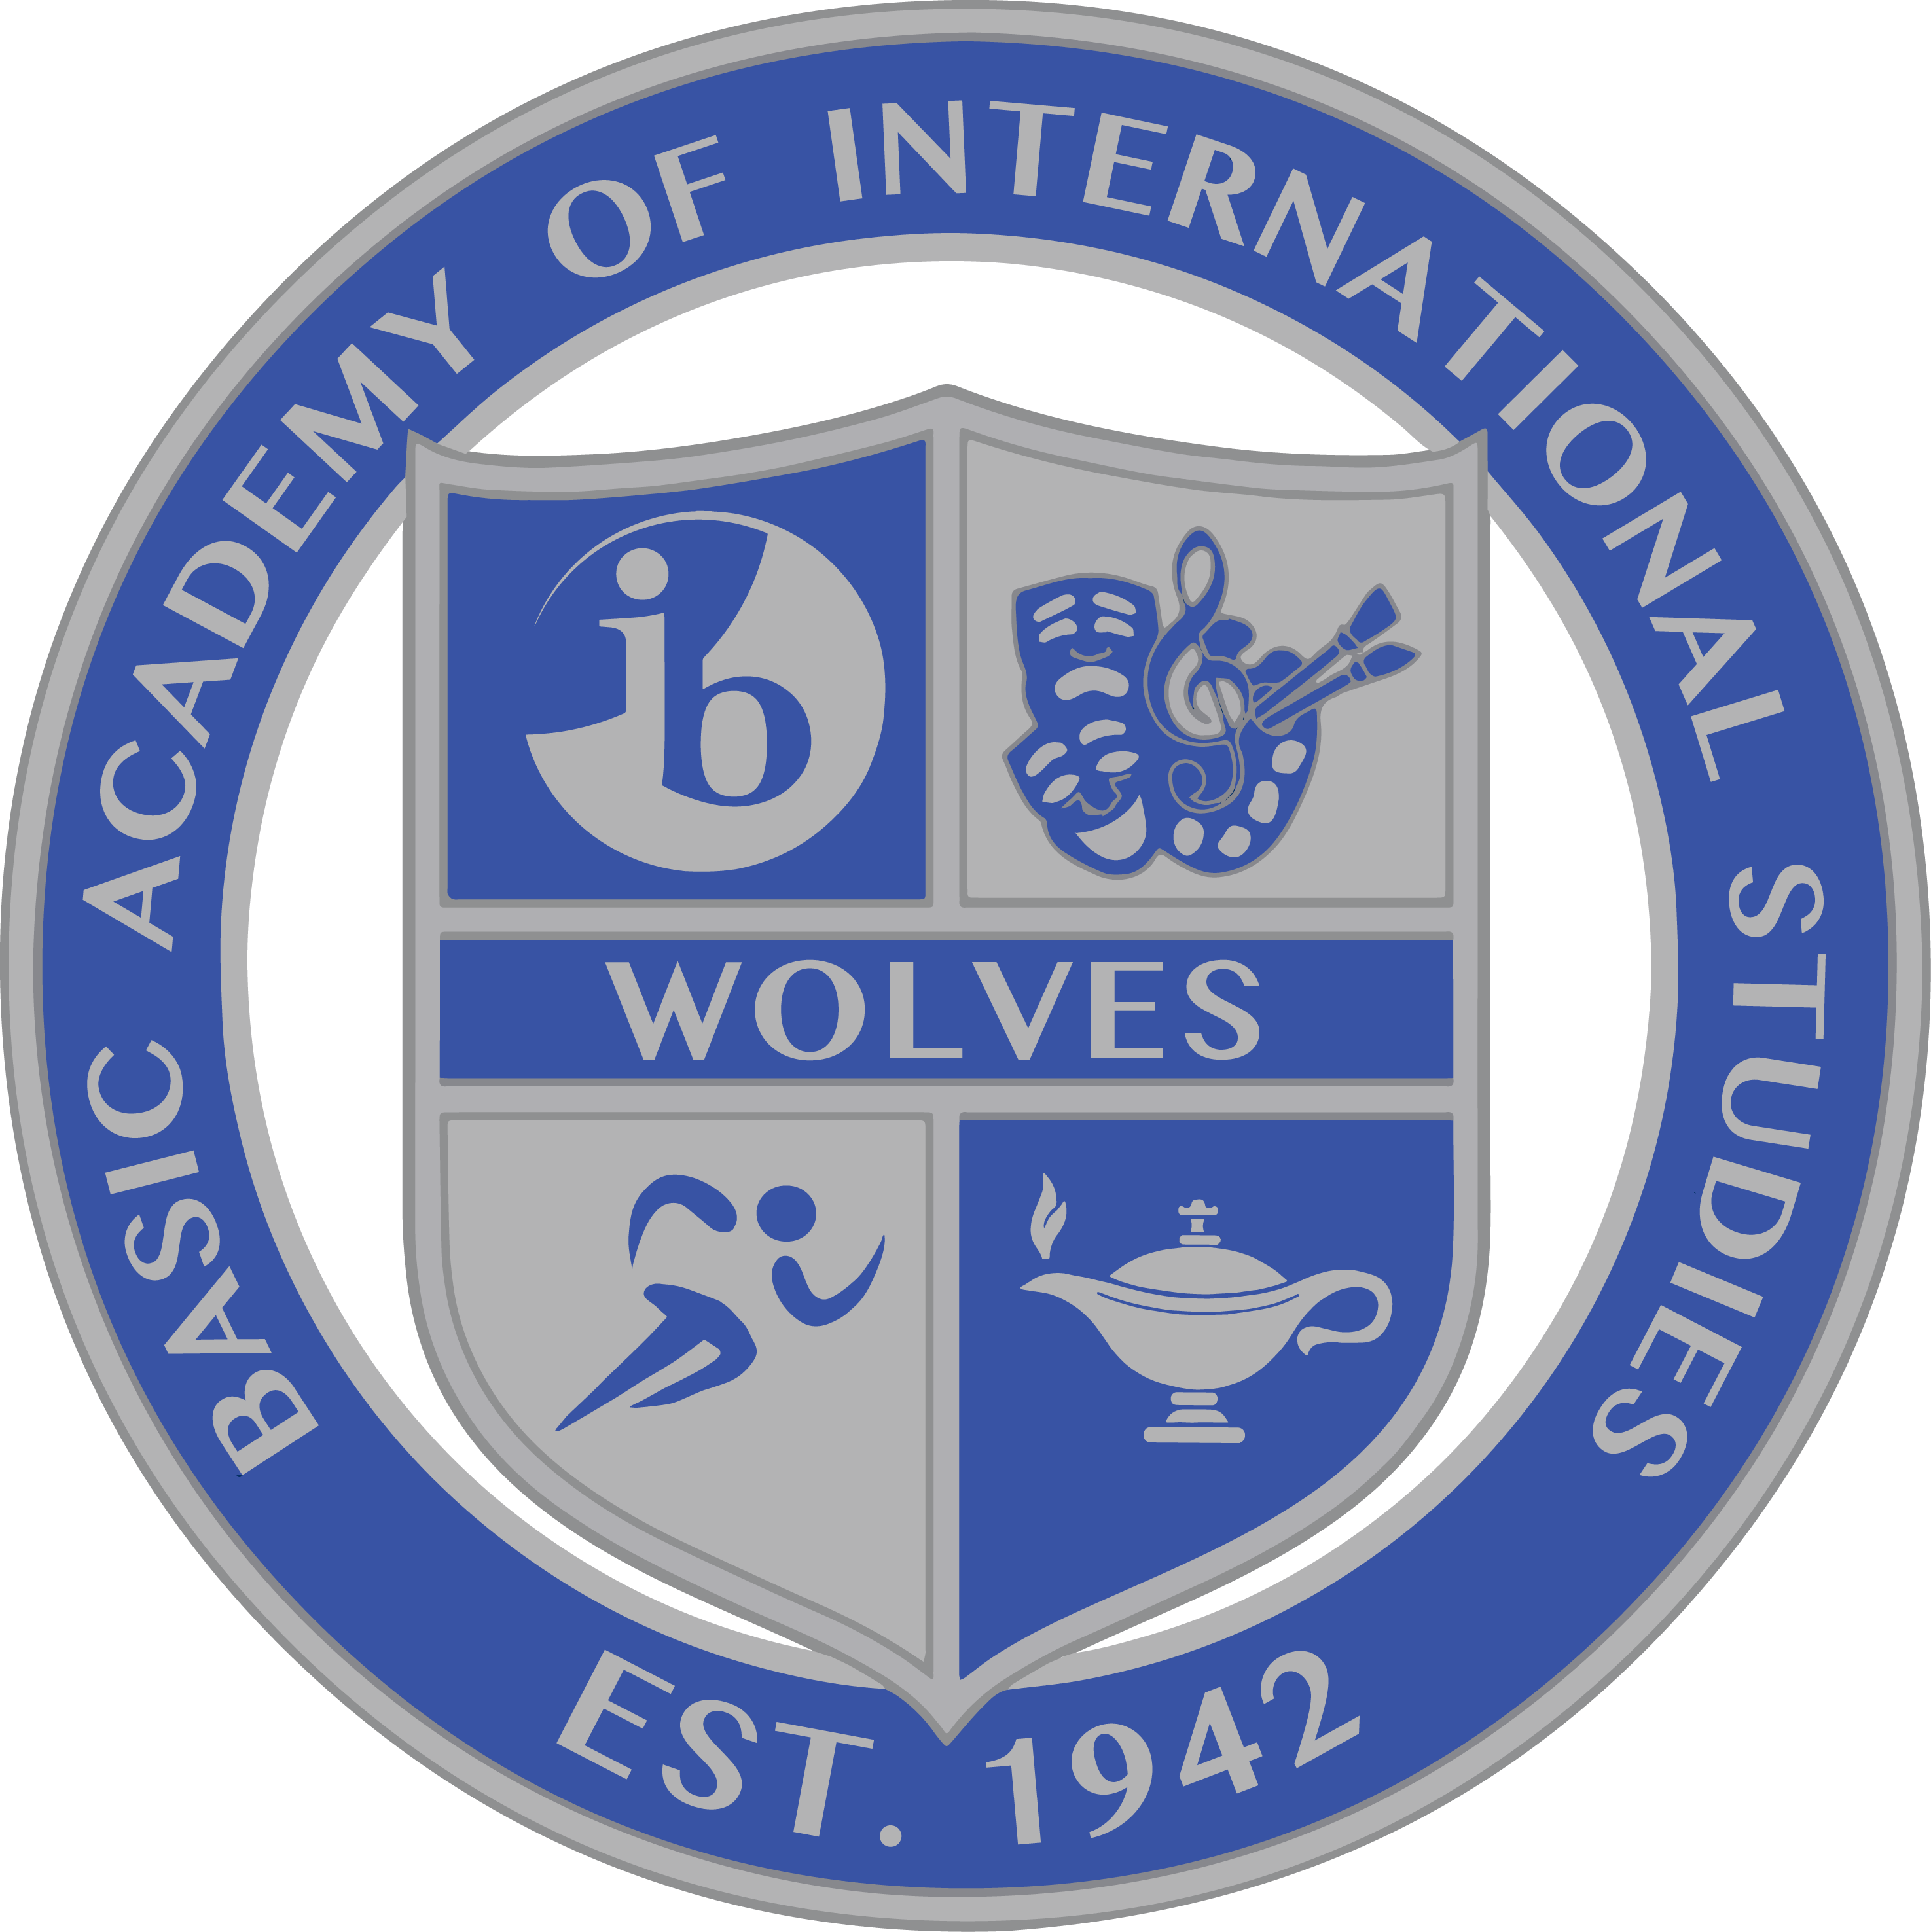 BASIC ACADEMY OF INTERNATIONAL STUDIES
ib
WOLVES
EST. 1942